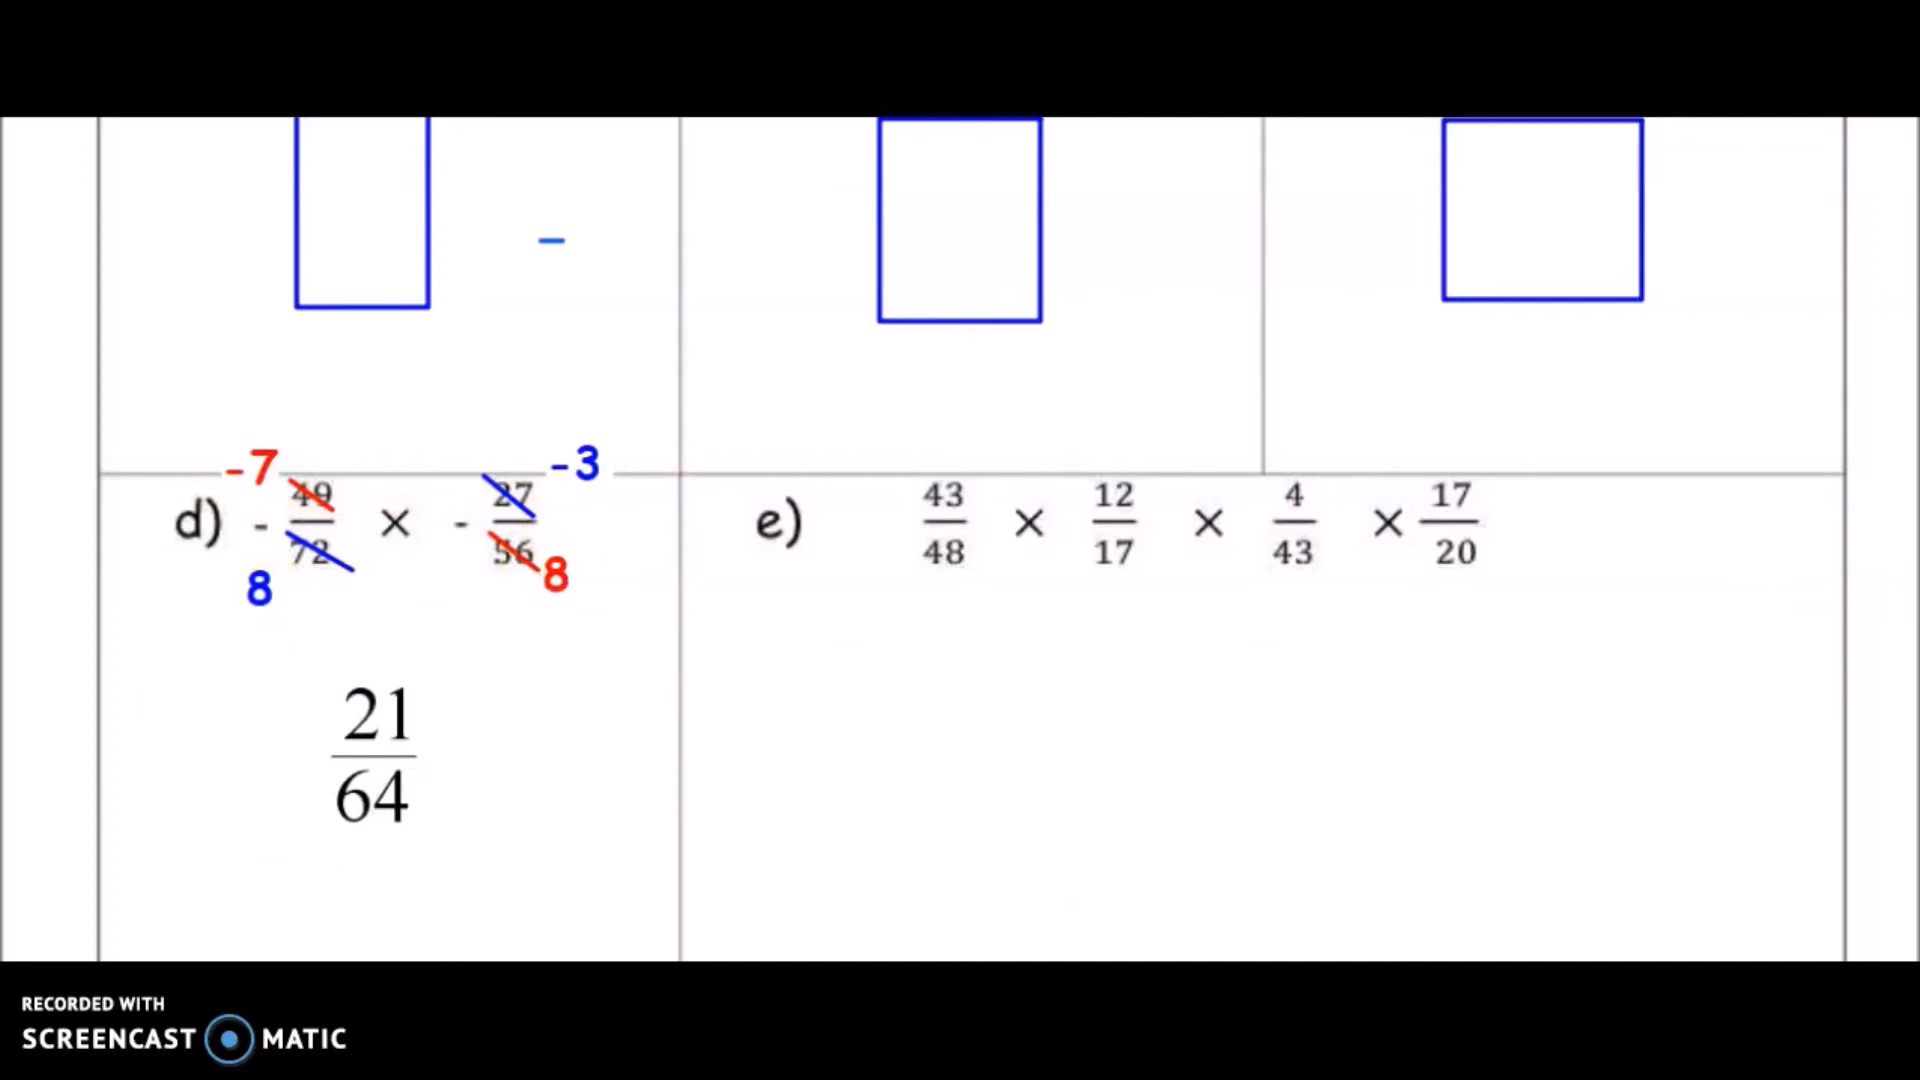 -7 -3
d) - 49/72 × - 27/56
8 8
e) 43/48 × 12/17 × 4/43 × 17/20
21/64
RECORDED WITH
SCREENCAST MATIC